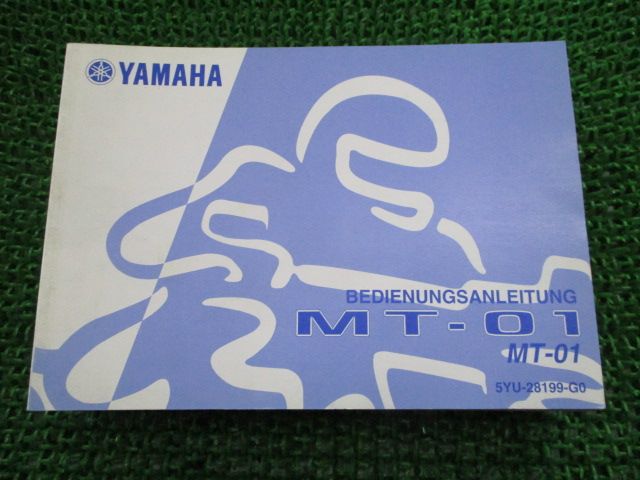 YAMAHA
BEDIENUNGSANLEITUNG
MT-01
MT-01
5YU-28199-G0